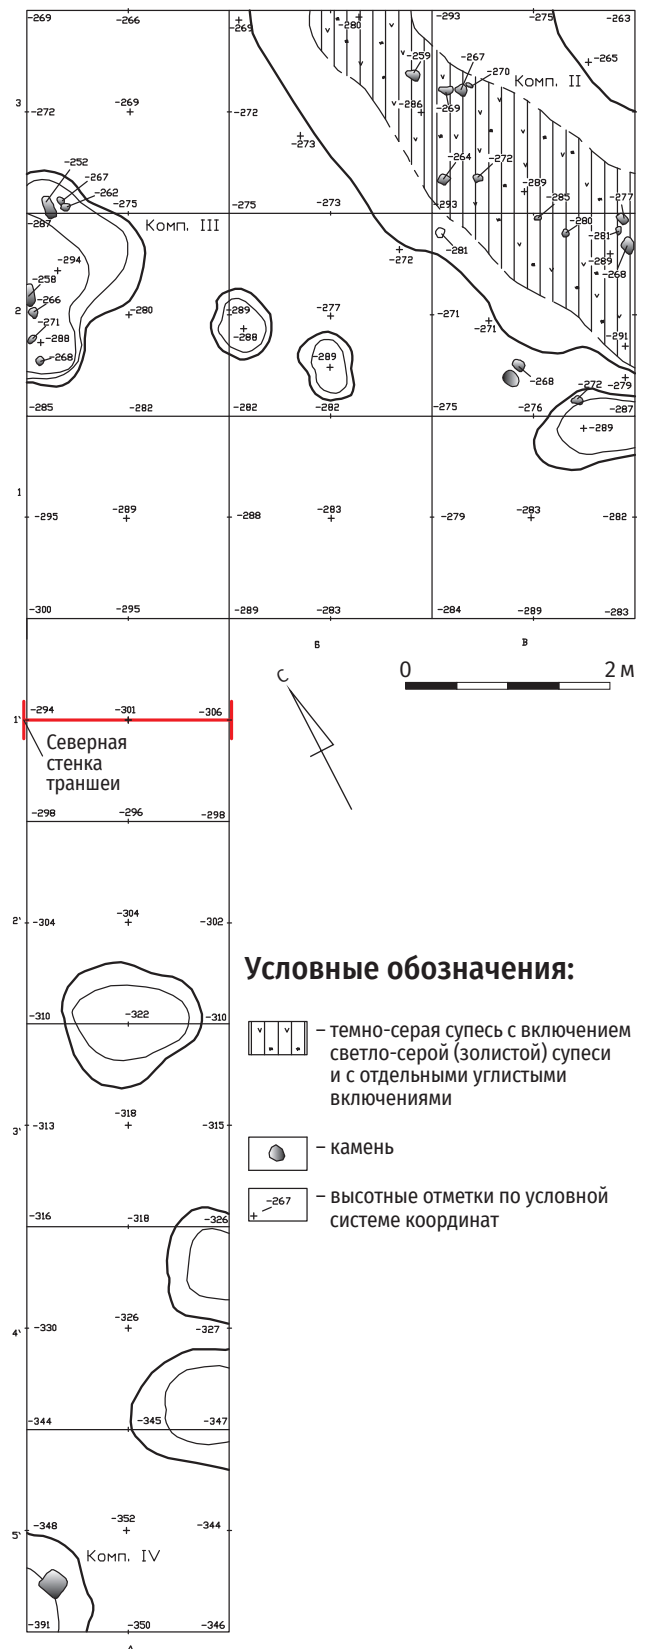 -269 -266 -269 -280 -293 -275 -263
-259 -267 -265
-270 Комп. II
3 -272 -269 -272 -286 -269
-273
-252 -264 -272
-267
-262 -289
-287 -275 -275 -273 -293 -285 -277
Комп. III -280 -281
-281
-294 -272 -289
-258 -268
-266 -289 -277
2 -280 -271
-271 -288 -271
-288 -291
-268 -289 -268 -272 -279
-285 -282 -282 -282 -275 -276 -287
-289
1
-295 -289 -288 -283 -279 -283 -282
-300 -295 -289 -283 -284 -289 -283
Б В
С 0 2 м
-294 -301 -306
1'
Северная
стенка
траншеи
-298 -296 -298
2' -304 -304 -302
Условные обозначения:
-310 -322 -310
– темно-серая супесь с включением
светло-серой (золистой) супеси
и с отдельными углистыми
включениями
3' -313 -318 -315
– камень
-267
– высотные отметки по условной
системе координат
-316 -318 -326
4' -330 -326 -327
-344 -345 -347
5' -348 -352 -344
Комп. IV
-391 -350 -346